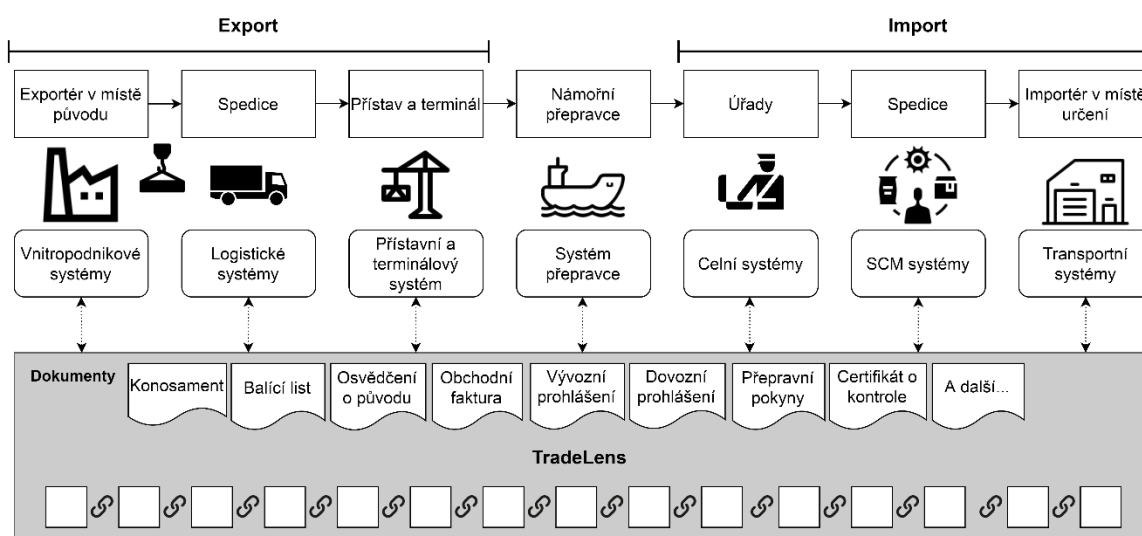 Export
Import
Exportér v místě
původu
Spedice
Přístav a terminál
Námořní
přepravce
Úřady
Spedice
Importér v místě
určení
Vnitropodnikové
systémy
Logistické
systémy
Přístavní a
terminálový
systém
Systém
přepravce
Celní systémy
SCM systémy
Transportní
systémy
Dokumenty
Konosament
Balící list
Osvědčení
o původu
Obchodní
faktura
Vývozní
prohlášení
Dovozní
prohlášení
Přepravní
pokyny
Certifikát o
kontrole
A další...
TradeLens